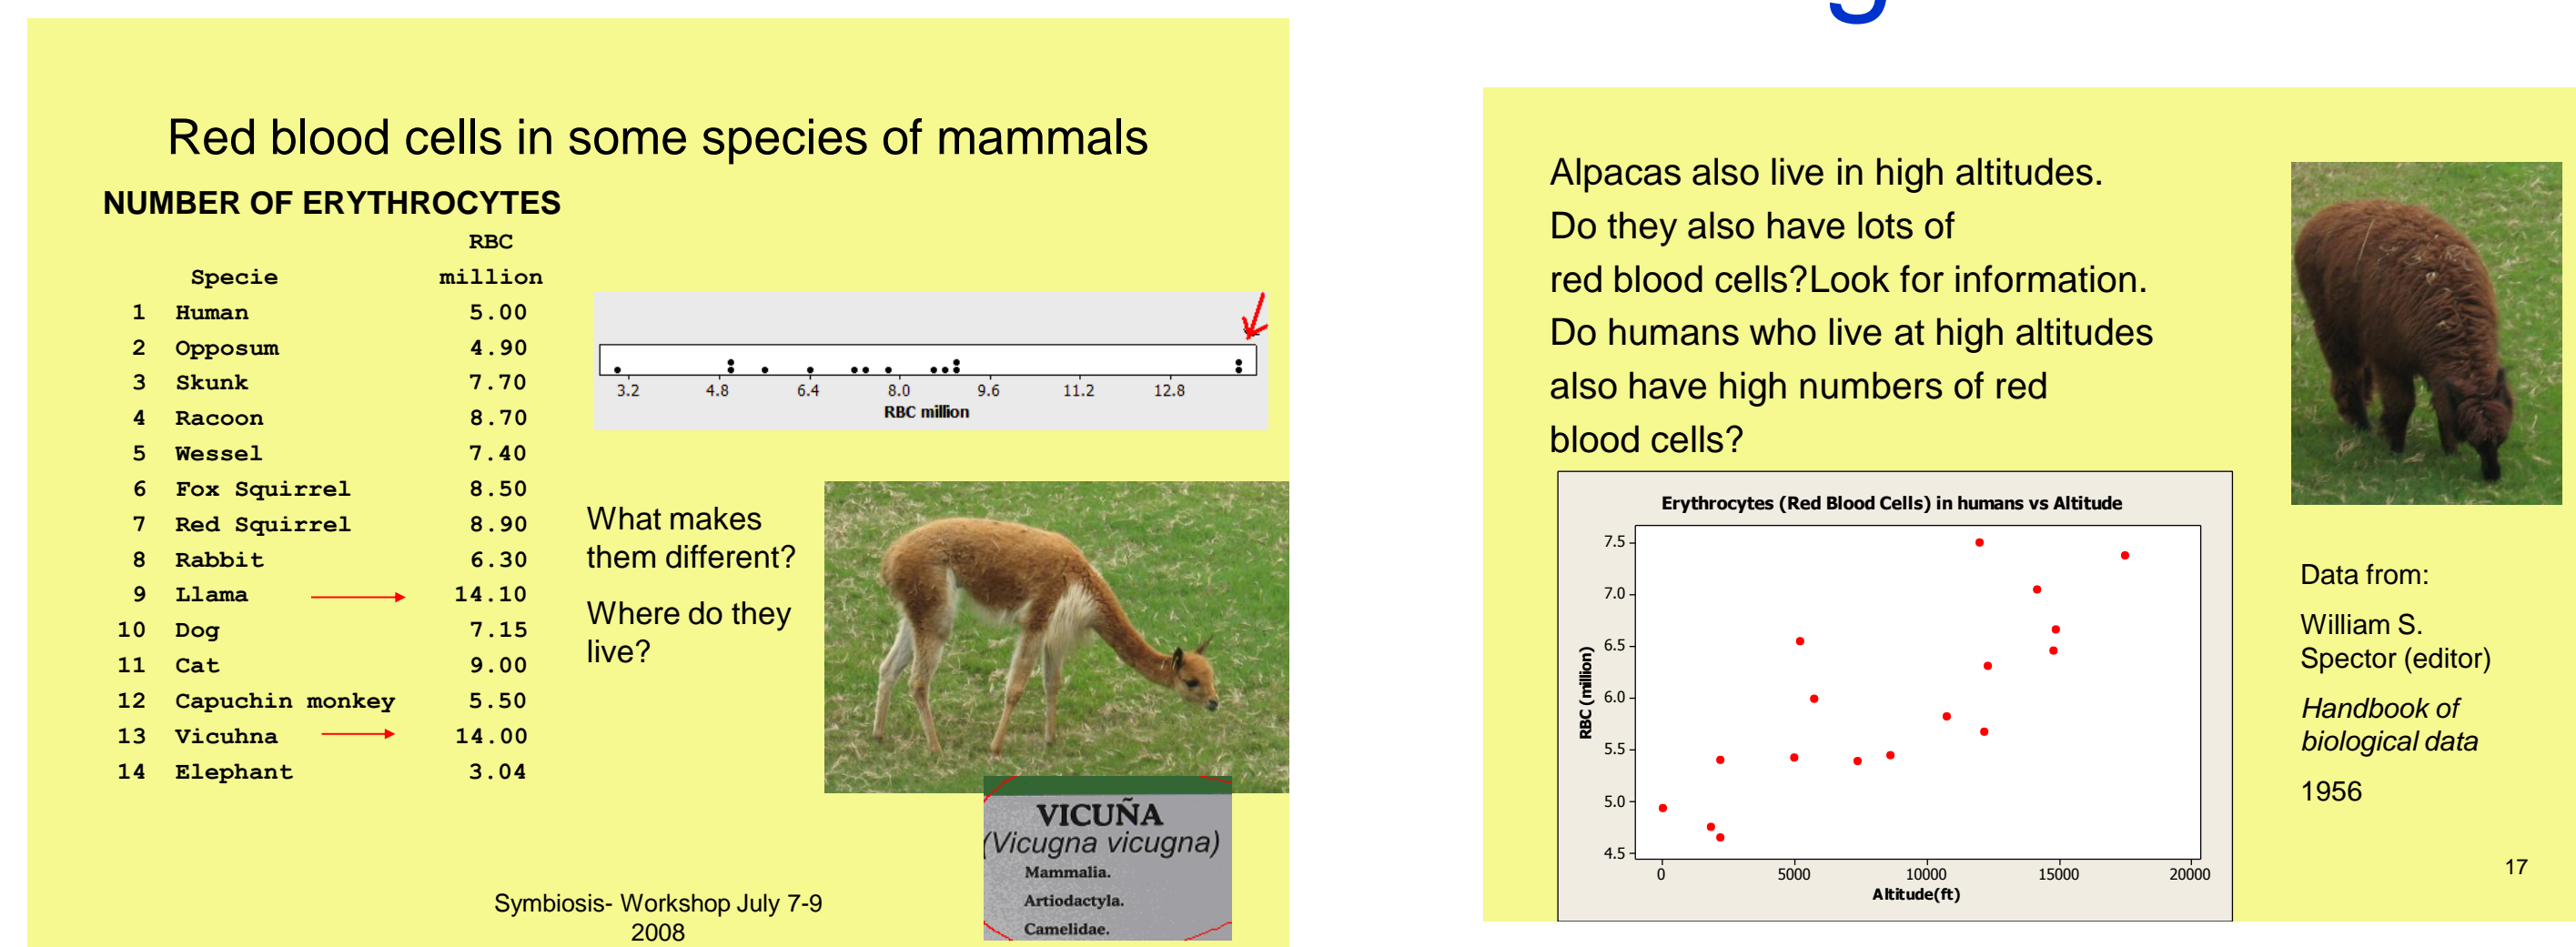 Red blood cells in some species of mammals
NUMBER OF ERYTHROCYTES
RBC
Specie million
1 Human 5.00
2 Opposum 4.90
3 Skunk 7.70
4 Racoon 8.70
5 Wessel 7.40
6 Fox Squirrel 8.50
7 Red Squirrel 8.90
8 Rabbit 6.30
9 Llama 14.10
10 Dog 7.15
11 Cat 9.00
12 Capuchin monkey 5.50
13 Vicuhna 14.00
14 Elephant 3.04
3.2 4.8 6.4 8.0 9.6 11.2 12.8
RBC million
What makes
them different?
Where do they
live?
VICUÑA
(Vicugna vicugna)
Mammalia.
Artiodactyla.
Camelidae.
Symbiosis- Workshop July 7-9
2008
Alpacas also live in high altitudes.
Do they also have lots of
red blood cells?Look for information.
Do humans who live at high altitudes
also have high numbers of red
blood cells?
Erythrocytes (Red Blood Cells) in humans vs Altitude
7.5
7.0
6.5
6.0
5.5
5.0
4.5
RBC (million)
0 5000 10000 15000 20000
Altitude(ft)
Data from:
William S.
Spector (editor)
Handbook of
biological data
1956
17